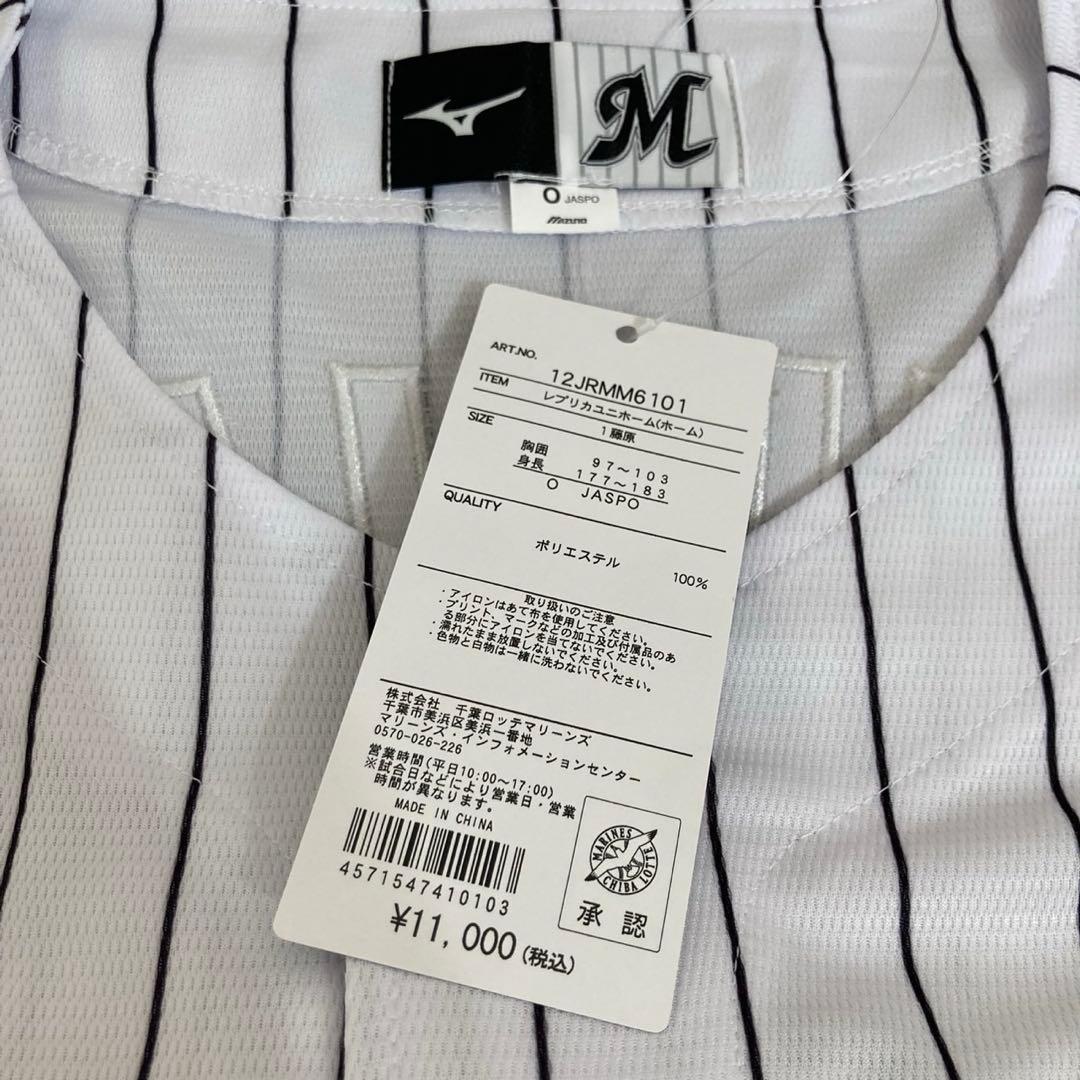 M
O JASPO
Mizuno
ART.NO. 12JRMM6101
ITEM レプリカユニホーム(ホーム)
1藤原
SIZE
胸囲 97~103
身長 177~183
O JASPO
QUALITY
ポリエステル 100%
取り扱いのご注意
・アイロンはあて布を使用してください。
・プリント、マークなどの加工及び付属品のあ
る部分にアイロンを当てないでください。
・濡れたまま放置しないでください。
・色物と白物は一緒に洗わないでください。
株式会社 千葉ロッテマリーンズ
千葉市美浜区美浜一番地
マリーンズ・インフォメーションセンター
0570-026-226
営業時間(平日10:00~17:00)
※試合日などにより営業日・営業
時間が異なります。
MADE IN CHINA
4571547410103
¥11,000(税込)
MARINES
CHIBA LOTTE
承認